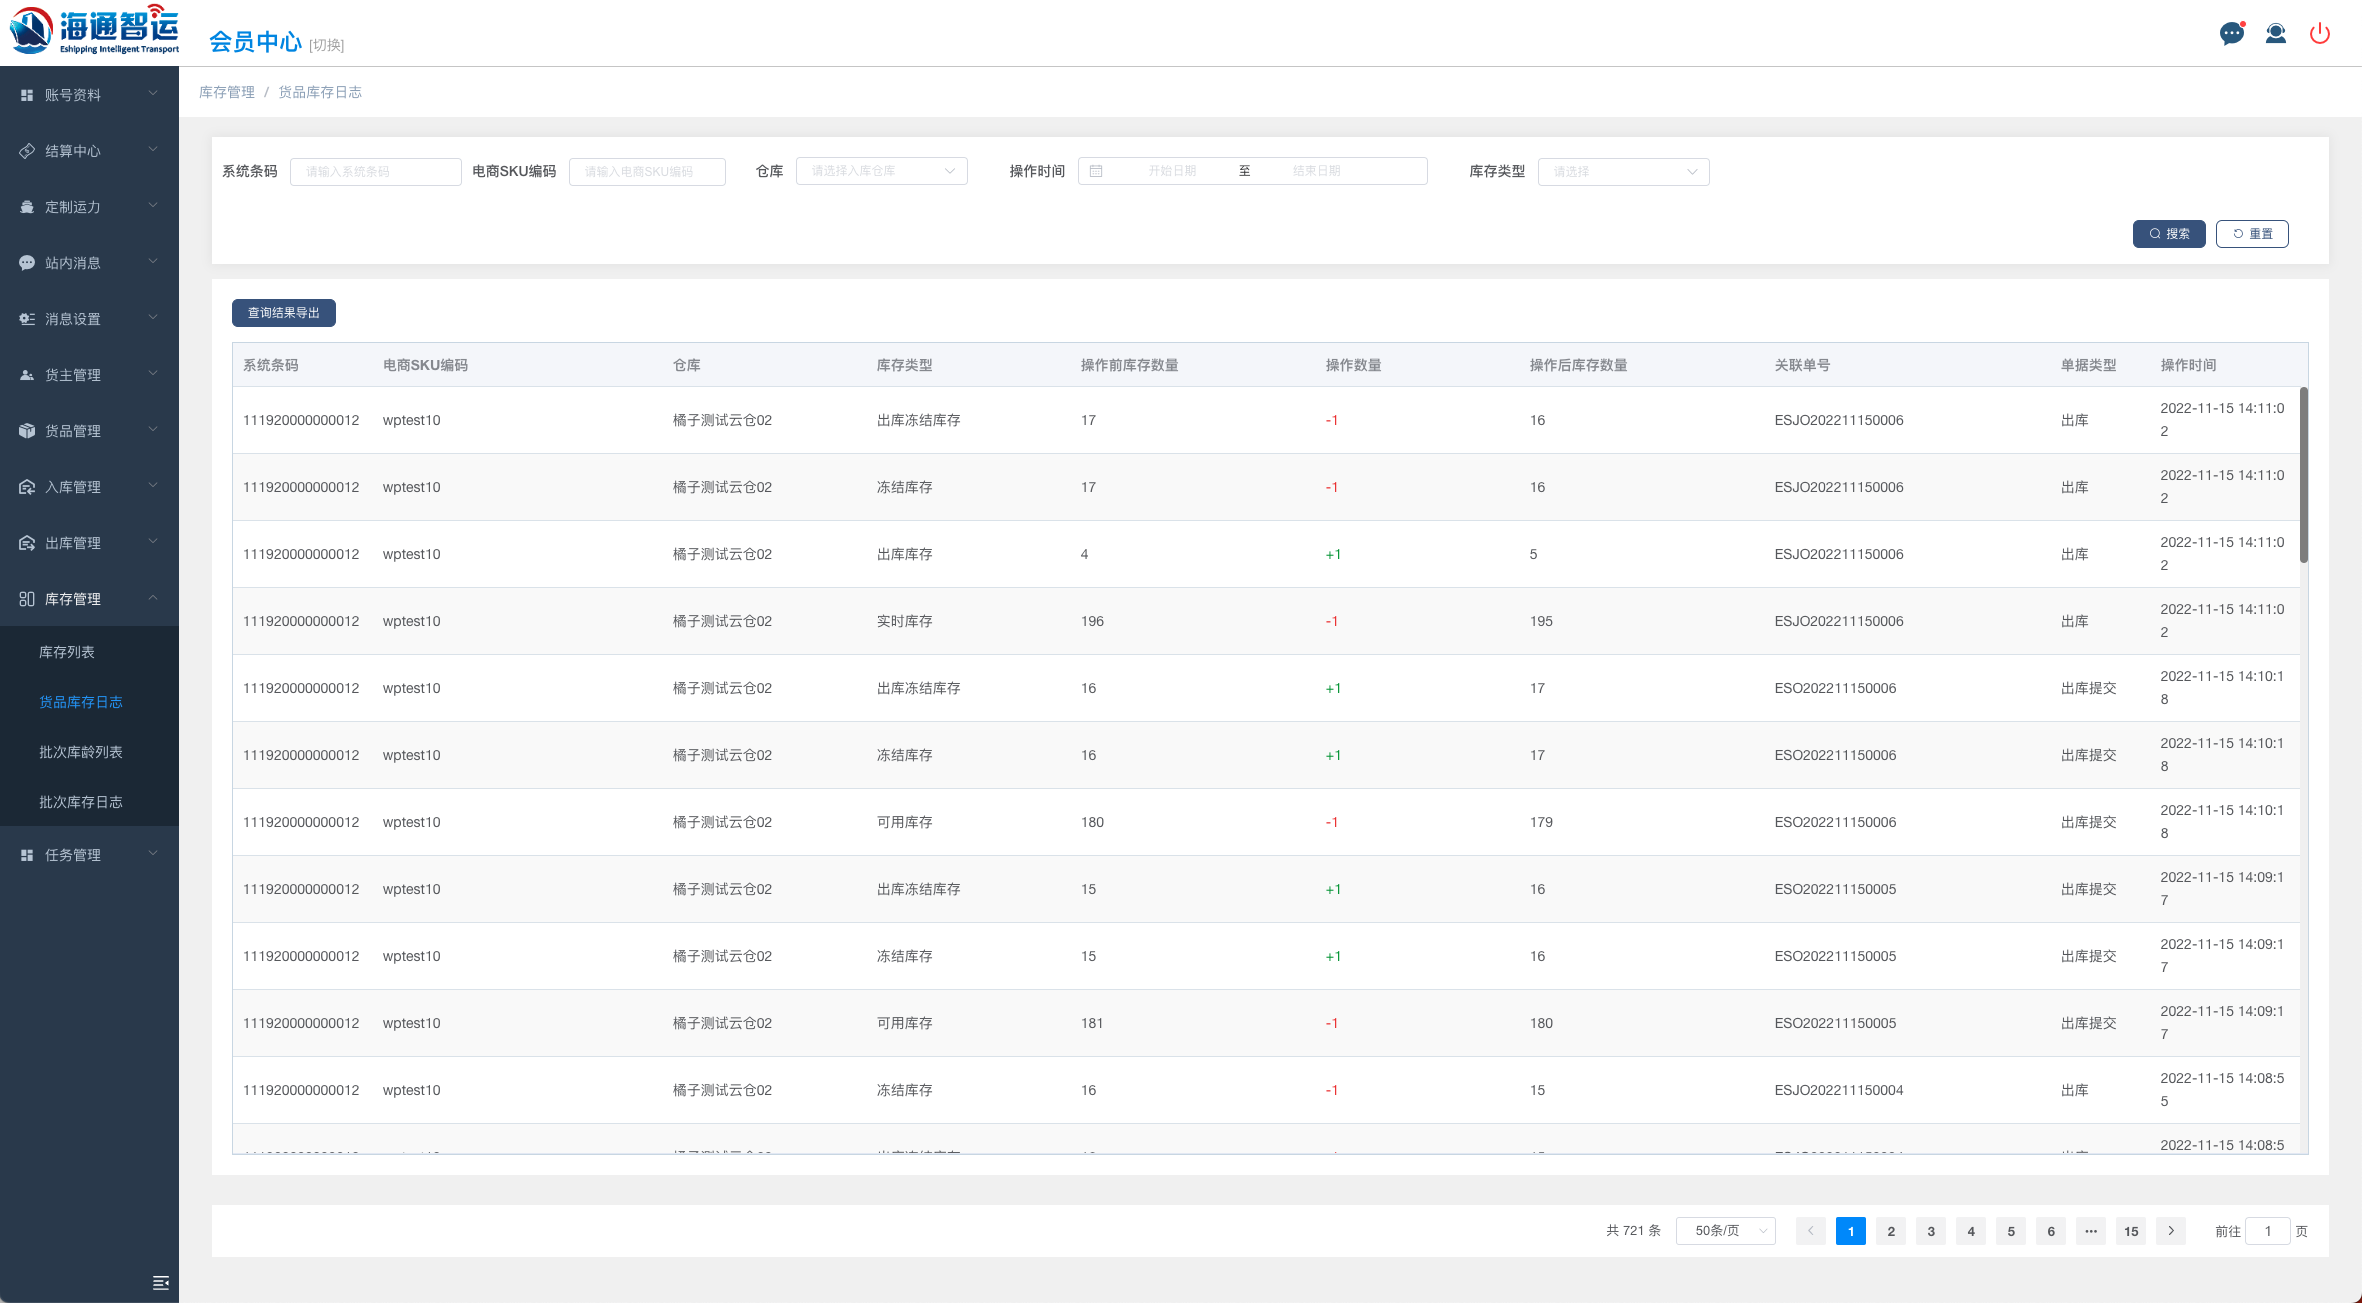 海通智运
Eshipping Intelligent Transport
会员中心 [切换]
账号资料
结算中心
定制运力
站内消息
消息设置
货主管理
货品管理
入库管理
出库管理
库存管理
库存列表
货品库存日志
批次库龄列表
批次库存日志
任务管理
库存管理 / 货品库存日志
系统条码 请输入系统条码 电商SKU编码 请输入电商SKU编码 仓库 请选择入库仓库 操作时间 开始日期 至 结束日期 库存类型 请选择
搜索 重置
查询结果导出
系统条码 电商SKU编码 仓库 库存类型 操作前库存数量 操作数量 操作后库存数量 关联单号 单据类型 操作时间
111920000000012 wptest10 橘子测试云仓02 出库冻结库存 17 -1 16 ESJO202211150006 出库 2022-11-15 14:11:02
111920000000012 wptest10 橘子测试云仓02 冻结库存 17 -1 16 ESJO202211150006 出库 2022-11-15 14:11:02
111920000000012 wptest10 橘子测试云仓02 出库库存 4 +1 5 ESJO202211150006 出库 2022-11-15 14:11:02
111920000000012 wptest10 橘子测试云仓02 实时库存 196 -1 195 ESJO202211150006 出库 2022-11-15 14:11:02
111920000000012 wptest10 橘子测试云仓02 出库冻结库存 16 +1 17 ESO202211150006 出库提交 2022-11-15 14:10:18
111920000000012 wptest10 橘子测试云仓02 冻结库存 16 +1 17 ESO202211150006 出库提交 2022-11-15 14:10:18
111920000000012 wptest10 橘子测试云仓02 可用库存 180 -1 179 ESO202211150006 出库提交 2022-11-15 14:10:18
111920000000012 wptest10 橘子测试云仓02 出库冻结库存 15 +1 16 ESO202211150005 出库提交 2022-11-15 14:09:17
111920000000012 wptest10 橘子测试云仓02 冻结库存 15 +1 16 ESO202211150005 出库提交 2022-11-15 14:09:17
111920000000012 wptest10 橘子测试云仓02 可用库存 181 -1 180 ESO202211150005 出库提交 2022-11-15 14:09:17
111920000000012 wptest10 橘子测试云仓02 冻结库存 16 -1 15 ESJO202211150004 出库 2022-11-15 14:08:55
2022-11-15 14:08:5
共 721 条 50条/页 1 2 3 4 5 6 ••• 15 前往 1 页